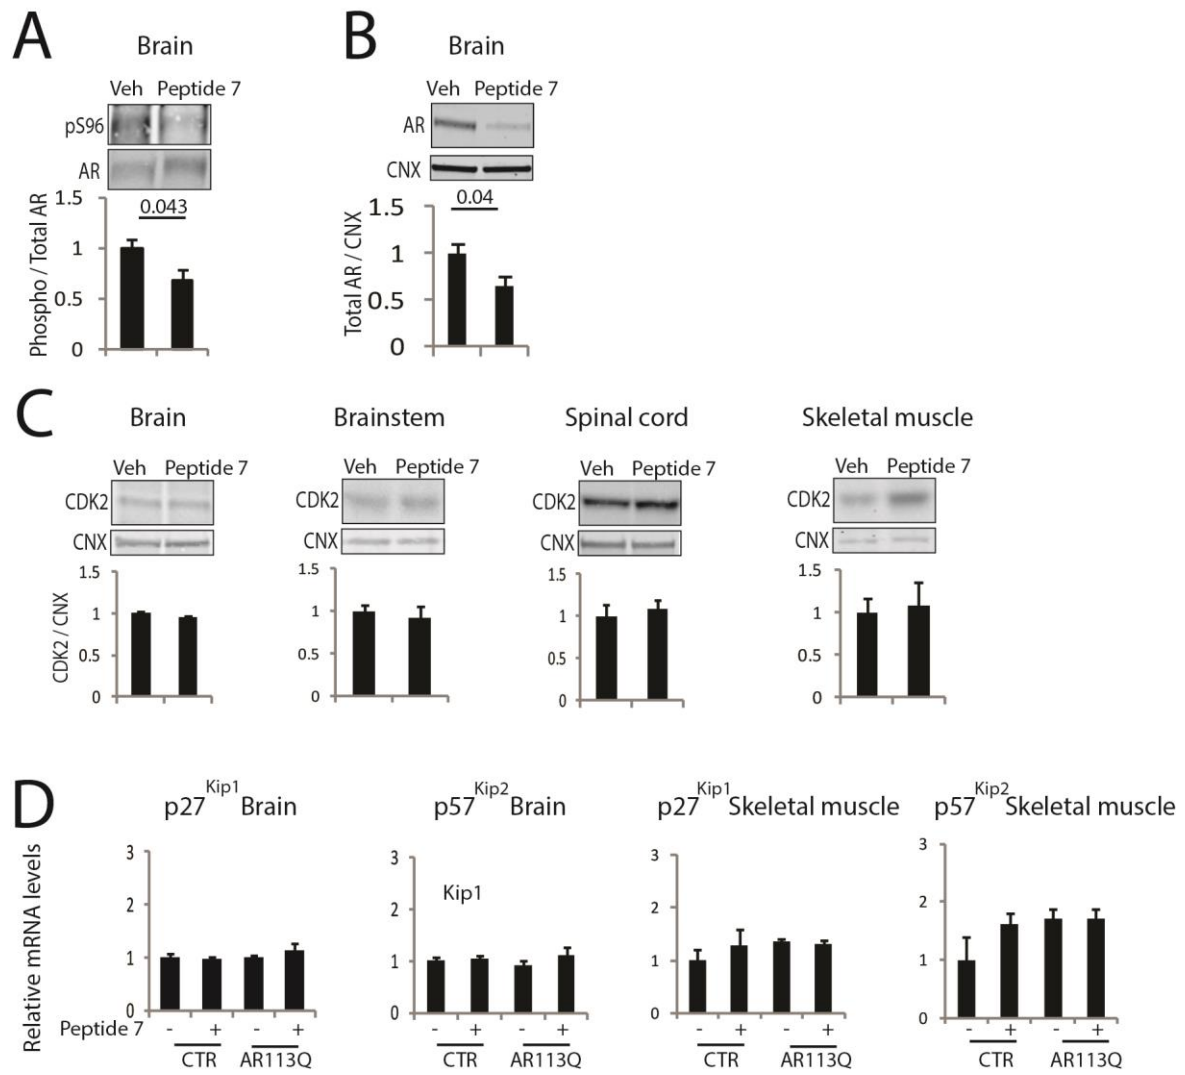 A
Brain
Veh Peptide 7
pS96
AR
Phospho / Total AR
1.5
1
0.5
0
0.043
B
Brain
Veh Peptide 7
AR
CNX
Total AR / CNX
1.5
1
0.5
0
0.04
C
Brain
Veh Peptide 7
CDK2
CNX
CDK2 / CNX
1.5
1
0.5
0
Brainstem
Veh Peptide 7
CDK2
CNX
1.5
1
0.5
0
Spinal cord
Veh Peptide 7
CDK2
CNX
1.5
1
0.5
0
Skeletal muscle
Veh Peptide 7
CDK2
CNX
1.5
1
0.5
0
D
Relative mRNA levels
p27Kip1 Brain
3
2
1
0
Peptide 7 - + - +
CTR AR113Q
p57Kip2 Brain
Kip1
3
2
1
0
- + - +
CTR AR113Q
p27Kip1 Skeletal muscle
3
2
1
0
- + - +
CTR AR113Q
p57Kip2 Skeletal muscle
3
2
1
0
- + - +
CTR AR113Q